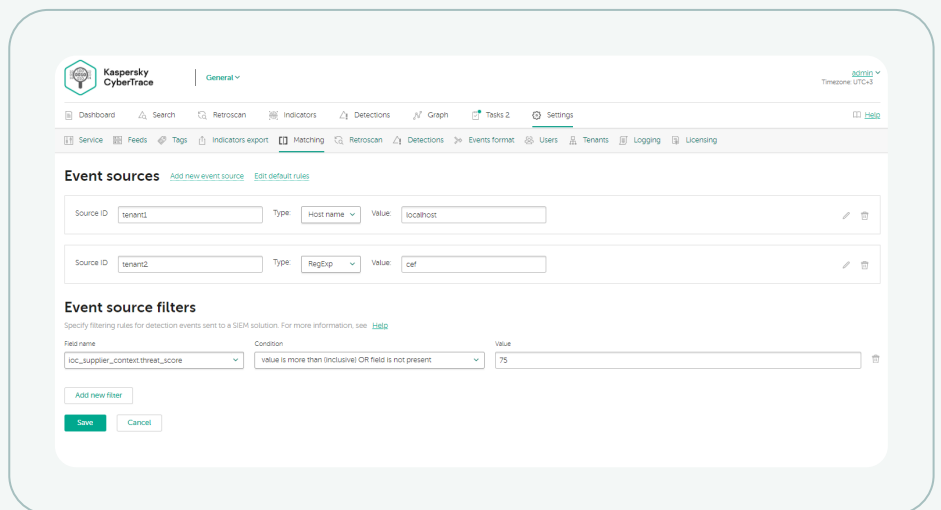 Kaspersky
CyberTrace
General
admin
Timezone: UTC+3
Dashboard Search Retroscan Indicators Detections Graph Tasks 2 Settings Help
Service Feeds Tags Indicators export Matching Retroscan Detections Events format Users Tenants Logging Licensing
Event sources Add new event source Edit default rules
Source ID tenant1 Type: Host name Value: localhost
Source ID tenant2 Type: RegExp Value: cef
Event source filters
Specify filtering rules for detection events sent to a SIEM solution. For more information, see Help
Field name Condition Value
ioc_supplier_context.threat_score value is more than (inclusive) OR field is not present 75
Add new filter
Save Cancel